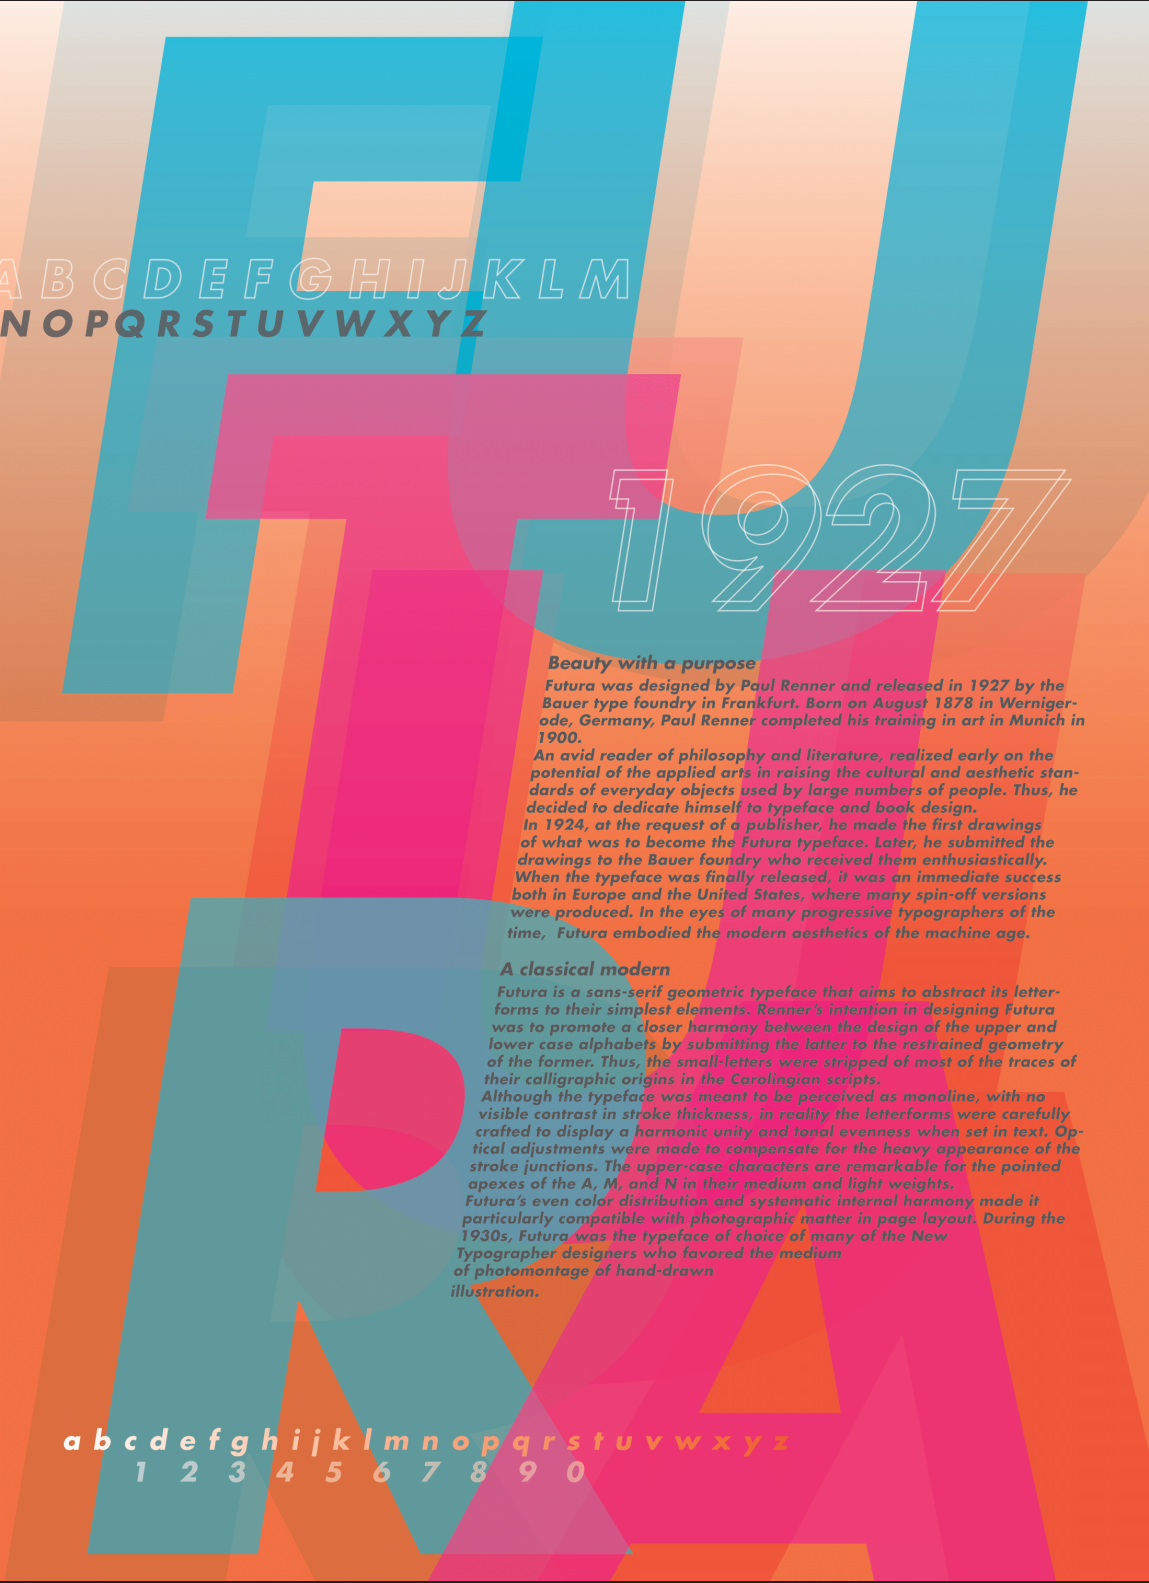 FU
ABCDEFGHIJKLM
NOPQRSTUVWXYZ
TU
1927
Beauty with a purpose
Futura was designed by Paul Renner and released in 1927 by the
Bauer type foundry in Frankfurt. Born on August 1878 in Werniger-
ode, Germany, Paul Renner completed his training in art in Munich in
1900.
An avid reader of philosophy and literature, realized early on the
potential of the applied arts in raising the cultural and aesthetic stan-
dards of everyday objects used by large numbers of people. Thus, he
decided to dedicate himself to typeface and book design.
In 1924, at the request of a publisher, he made the first drawings
of what was to become the Futura typeface. Later, he submitted the
drawings to the Bauer foundry who received them enthusiastically.
When the typeface was finally released, it was an immediate success
both in Europe and the United States, where many spin-off versions
were produced. In the eyes of many progressive typographers of the
time, Futura embodied the modern aesthetics of the machine age.
A classical modern
Futura is a sans-serif geometric typeface that aims to abstract its letter-
forms to their simplest elements. Renner's intention in designing Futura
was to promote a closer harmony between the design of the upper and
lower case alphabets by submitting the latter to the restrained geometry
of the former. Thus, the small-letters were stripped of most of the traces of
their calligraphic origins in the Carolingian scripts.
Although the typeface was meant to be perceived as monoline, with no
visible contrast in stroke thickness, in reality the letterforms were carefully
crafted to display a harmonic unity and tonal evenness when set in text. Op-
tical adjustments were made to compensate for the heavy appearance of the
stroke junctions. The upper-case characters are remarkable for the pointed
apexes of the A, M, and N in their medium and light weights.
Futura's even color distribution and systematic internal harmony made it
particularly compatible with photographic matter in page layout. During the
1930s, Futura was the typeface of choice of many of the New
Typographer designers who favored the medium
of photomontage of hand-drawn
illustration.
RA
a b c d e f g h i j k l m n o p q r s t u v w x y z
1 2 3 4 5 6 7 8 9 0